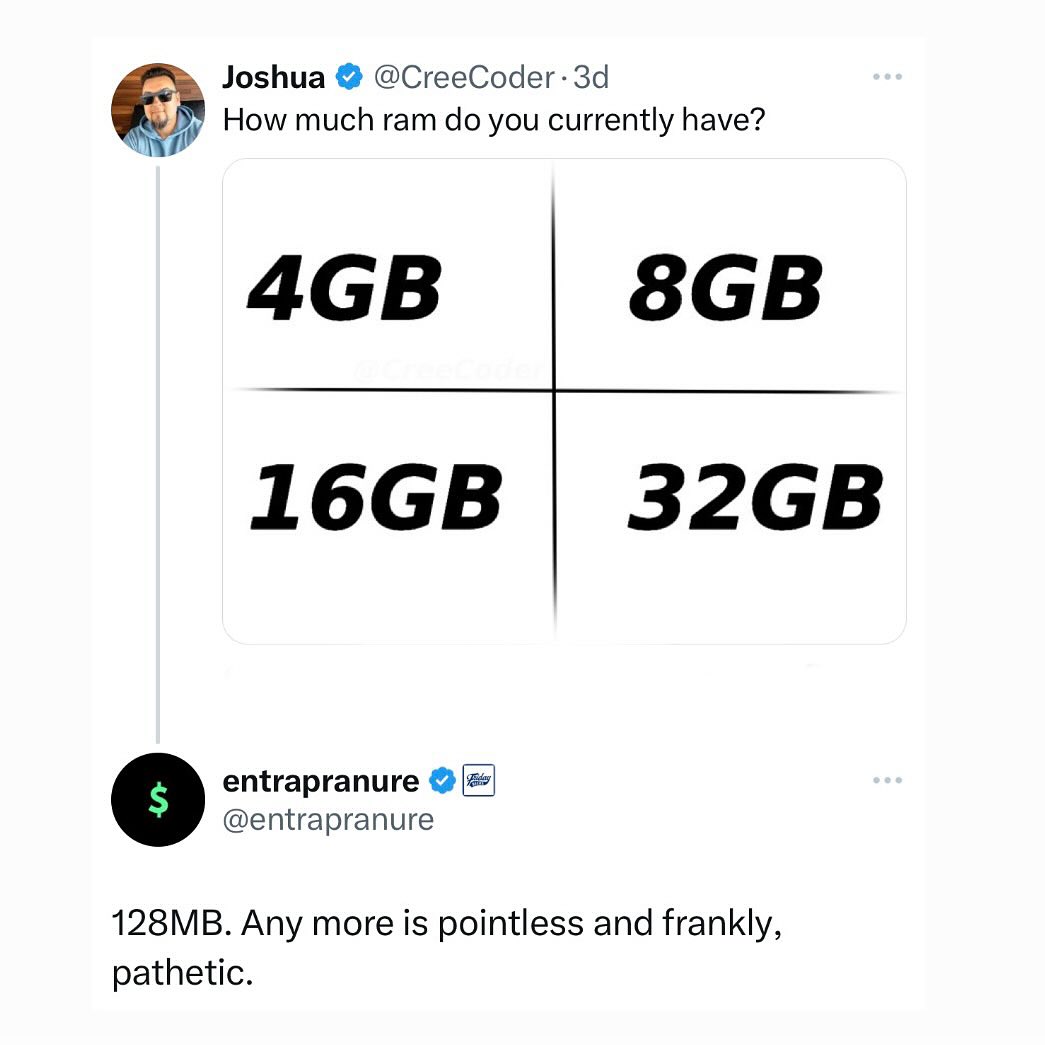 Joshua @CreeCoder · 3d
How much ram do you currently have?
4GB 8GB
@CreeCoder
16GB 32GB
$
entrapranure Friday
@entrapranure
128MB. Any more is pointless and frankly,
pathetic.